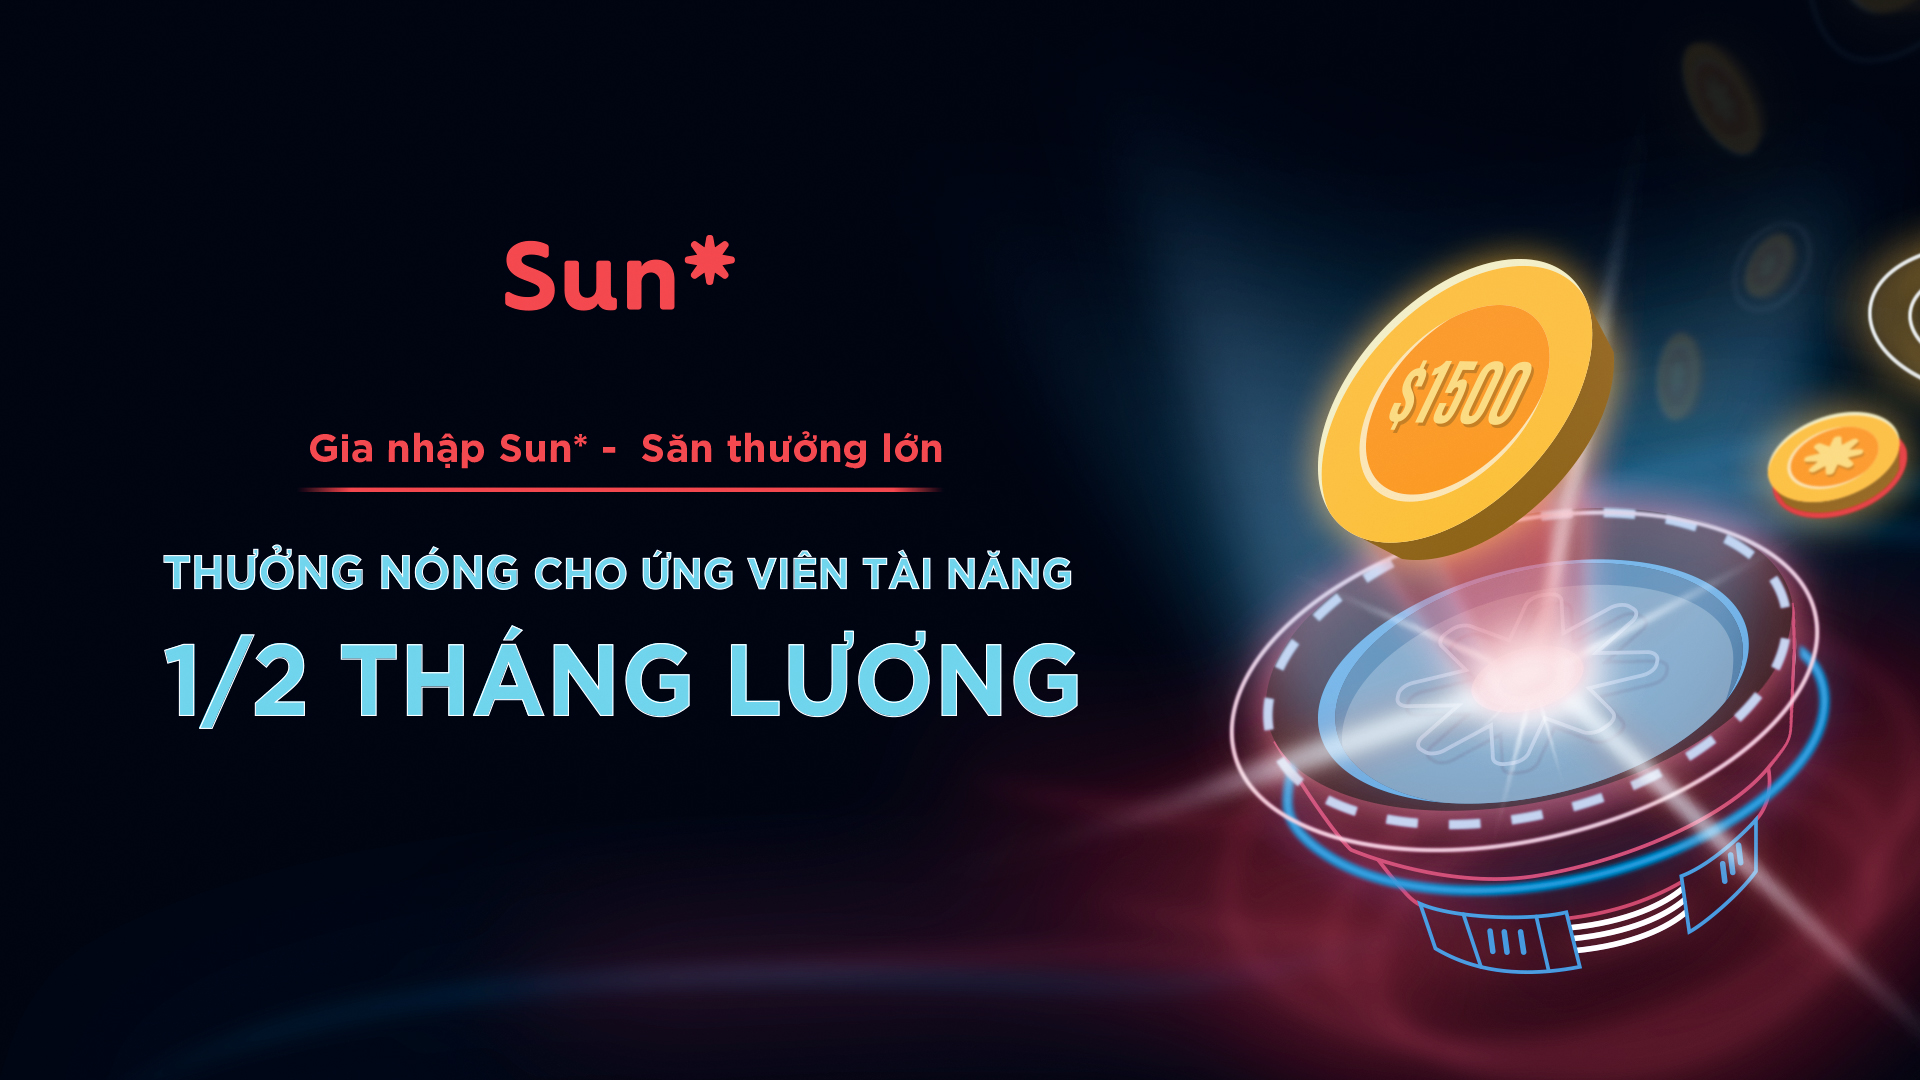 Sun*
Gia nhập Sun* - Săn thưởng lớn
THƯỞNG NÓNG CHO ỨNG VIÊN TÀI NĂNG
1/2 THÁNG LƯƠNG
$1500